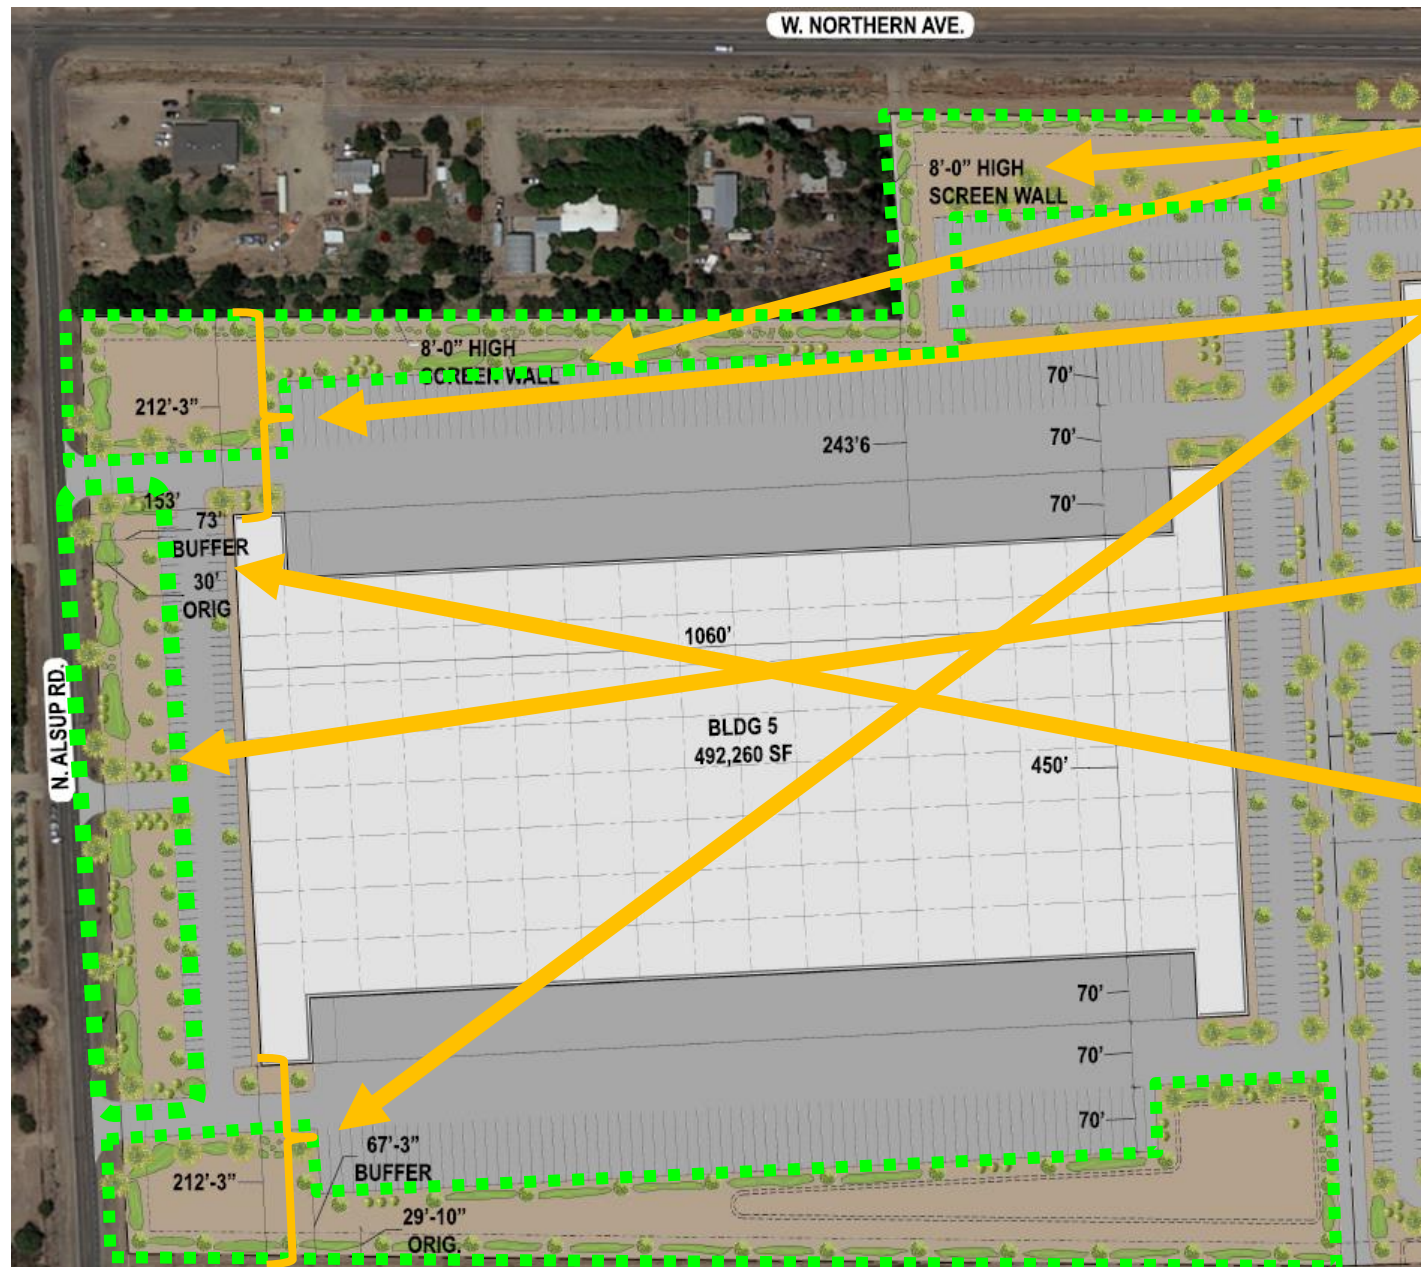 W. NORTHERN AVE.
8'-0" HIGH
SCREEN WALL
8'-0" HIGH
SCREEN WALL
212'-3"
70'
243'6
70'
70'
153'
73'
BUFFER
30'
ORIG
1060'
N. ALSUP RD.
BLDG 5
492,260 SF
450'
70'
70'
70'
67'-3"
BUFFER
212'-3"
29'-10"
ORIG.